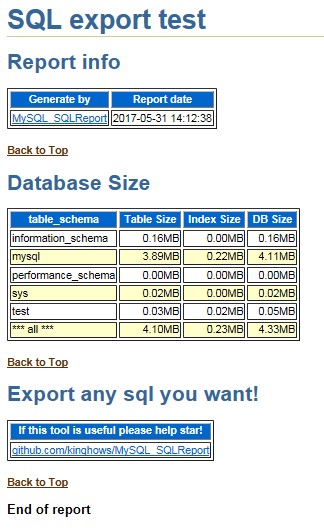 SQL export test
Report info
Generate by Report date
MySQL_SQLReport 2017-05-31 14:12:38
Back to Top
Database Size
table_schema Table Size Index Size DB Size
information_schema 0.16MB 0.00MB 0.16MB
mysql 3.89MB 0.22MB 4.11MB
performance_schema 0.00MB 0.00MB 0.00MB
sys 0.02MB 0.00MB 0.02MB
test 0.03MB 0.02MB 0.05MB
*** all *** 4.10MB 0.23MB 4.33MB
Back to Top
Export any sql you want!
If this tool is useful please help star!
github.com/kinghows/MySQL_SQLReport
Back to Top
End of report